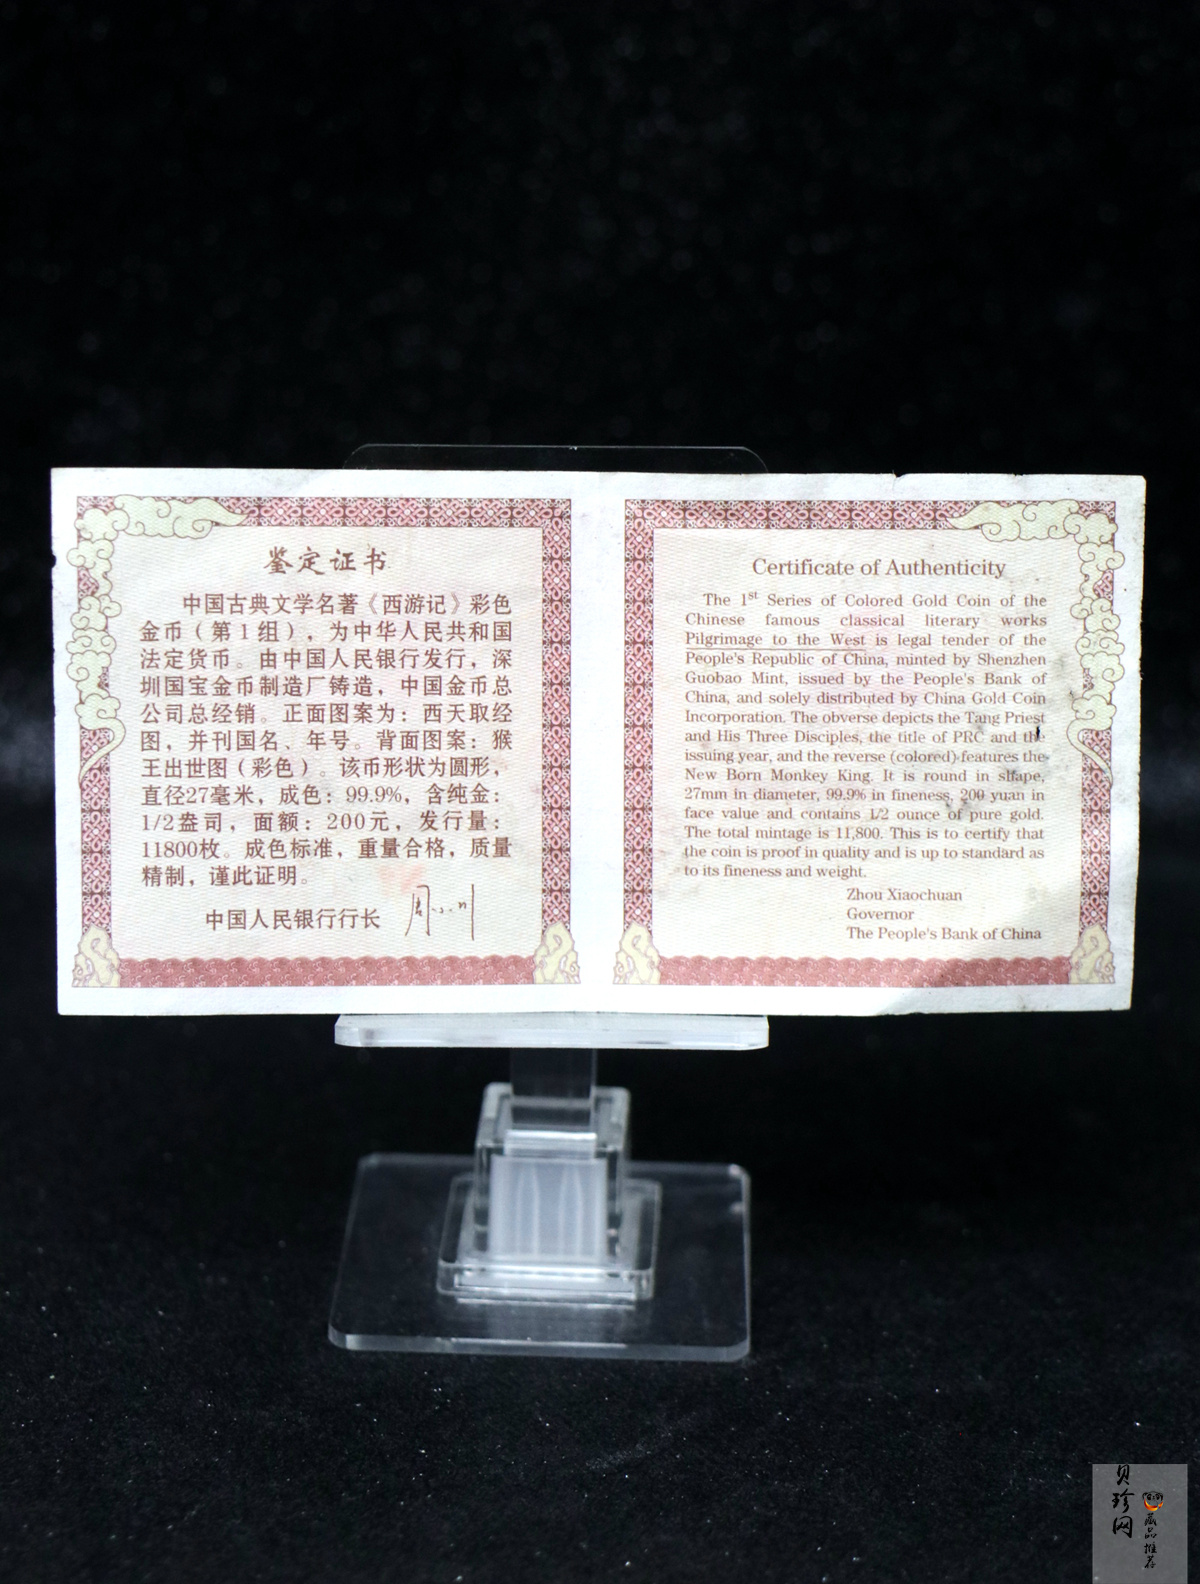 鉴定证书
中国古典文学名著《西游记》彩色
金币（第1组），为中华人民共和国
法定货币。由中国人民银行发行，深
圳国宝金币制造厂铸造，中国金币总
公司总经销。正面图案为：西天取经
图，并刊国名、年号。背面图案：猴
王出世图（彩色）。该币形状为圆形，
直径27毫米，成色：99.9%，含纯金：
1/2盎司，面额：200元，发行量：
11800枚。成色标准，重量合格，质量
精制，谨此证明。
中国人民银行行长 周小川
Certificate of Authenticity
The 1st Series of Colored Gold Coin of the
Chinese famous classical literary works
Pilgrimage to the West is legal tender of the
People's Republic of China, minted by Shenzhen
Guobao Mint, issued by the People's Bank of
China, and solely distributed by China Gold Coin
Incorporation. The obverse depicts the Tang Priest
and His Three Disciples, the title of PRC and the
issuing year, and the reverse (colored) features the
New Born Monkey King. It is round in shape,
27mm in diameter, 99.9% in fineness, 200 yuan in
face value and contains 1/2 ounce of pure gold.
The total mintage is 11,800. This is to certify that
the coin is proof in quality and is up to standard as
to its fineness and weight.
Zhou Xiaochuan
Governor
The People's Bank of China
贝珍网
藏品推荐